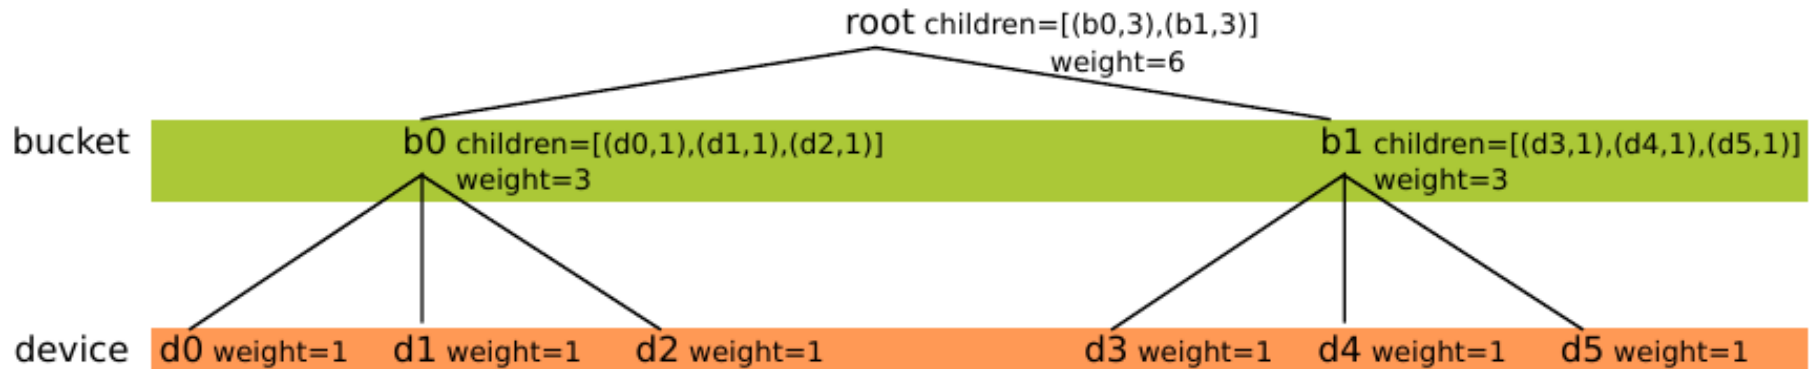 root children=[(b0,3),(b1,3)]
weight=6
bucket b0 children=[(d0,1),(d1,1),(d2,1)] b1 children=[(d3,1),(d4,1),(d5,1)]
weight=3 weight=3
device d0 weight=1 d1 weight=1 d2 weight=1 d3 weight=1 d4 weight=1 d5 weight=1